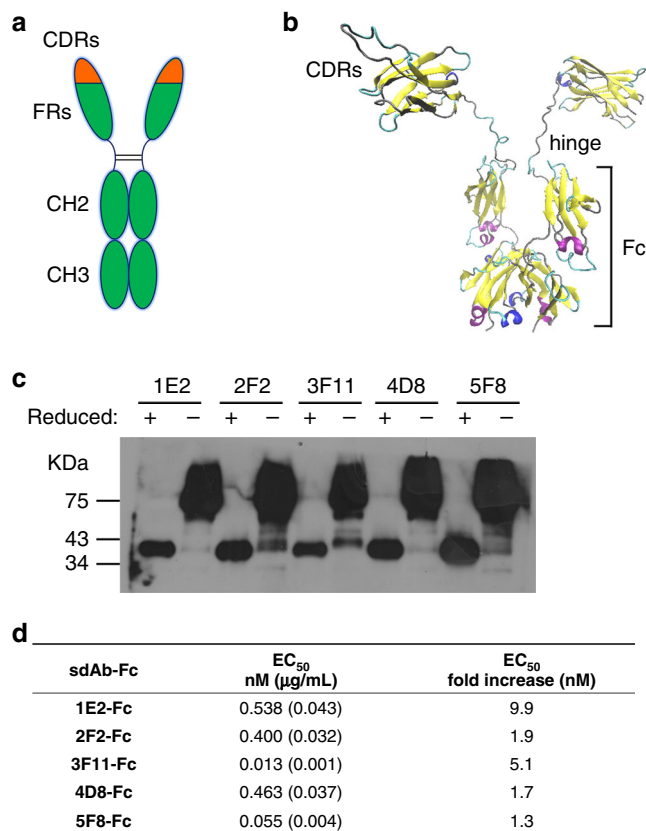 a
CDRs
FRs
CH2
CH3
b
CDRs
hinge
Fc
c
1E2 2F2 3F11 4D8 5F8
Reduced: + − + − + − + − + −
KDa
75
43
34
d
sdAb-Fc EC50 nM (µg/mL) EC50 fold increase (nM)
1E2-Fc 0.538 (0.043) 9.9
2F2-Fc 0.400 (0.032) 1.9
3F11-Fc 0.013 (0.001) 5.1
4D8-Fc 0.463 (0.037) 1.7
5F8-Fc 0.055 (0.004) 1.3